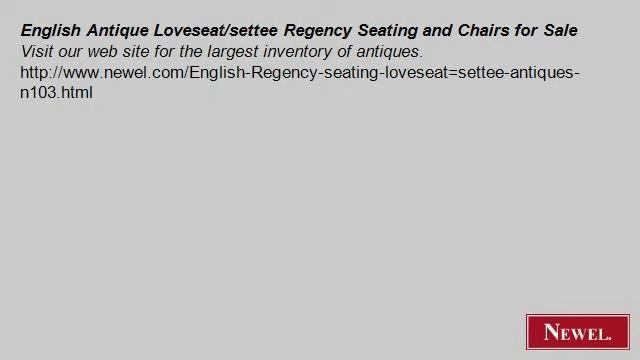 English Antique Loveseat/settee Regency Seating and Chairs for Sale
Visit our web site for the largest inventory of antiques.
http://www.newel.com/English-Regency-seating-loveseat=settee-antiques-
n103.html
NEWEL.